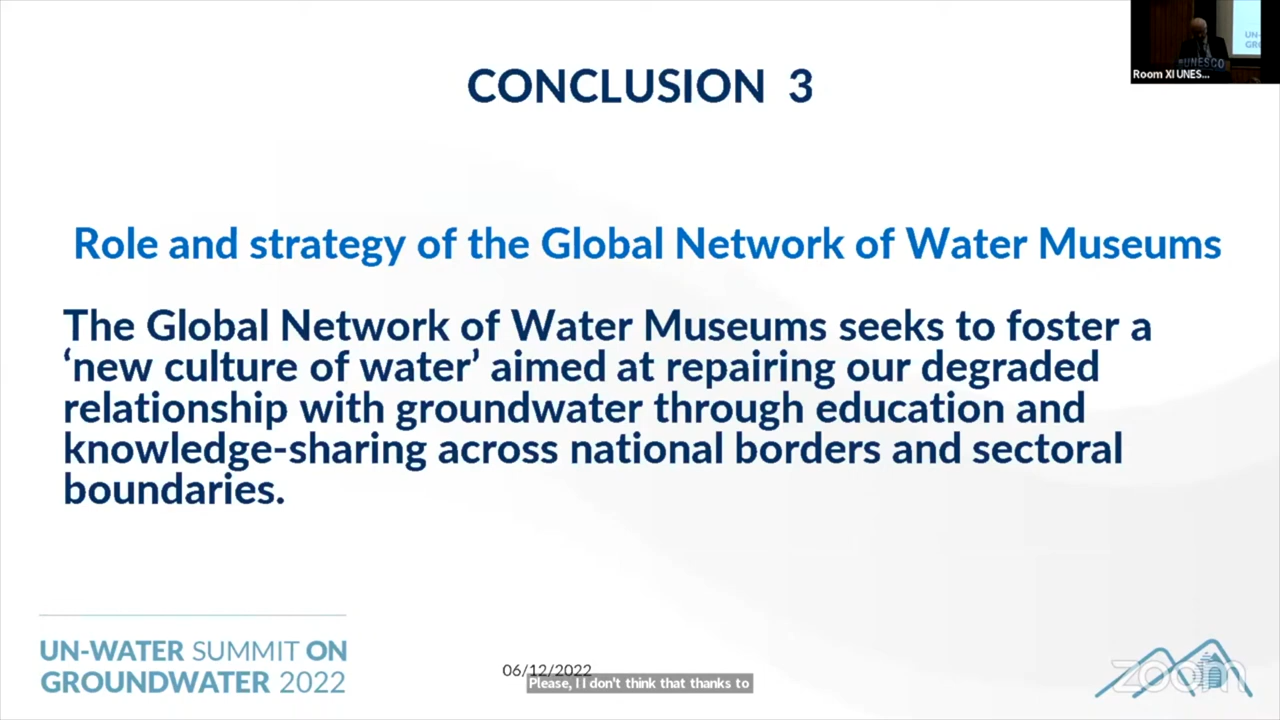 CONCLUSION 3
UN-
GR
#UNESCO
Room XI UNES...
Role and strategy of the Global Network of Water Museums
The Global Network of Water Museums seeks to foster a
‘new culture of water’ aimed at repairing our degraded
relationship with groundwater through education and
knowledge-sharing across national borders and sectoral
boundaries.
UN-WATER SUMMIT ON
GROUNDWATER 2022
06/12/2022
Please, I I don't think that thanks to
zoom